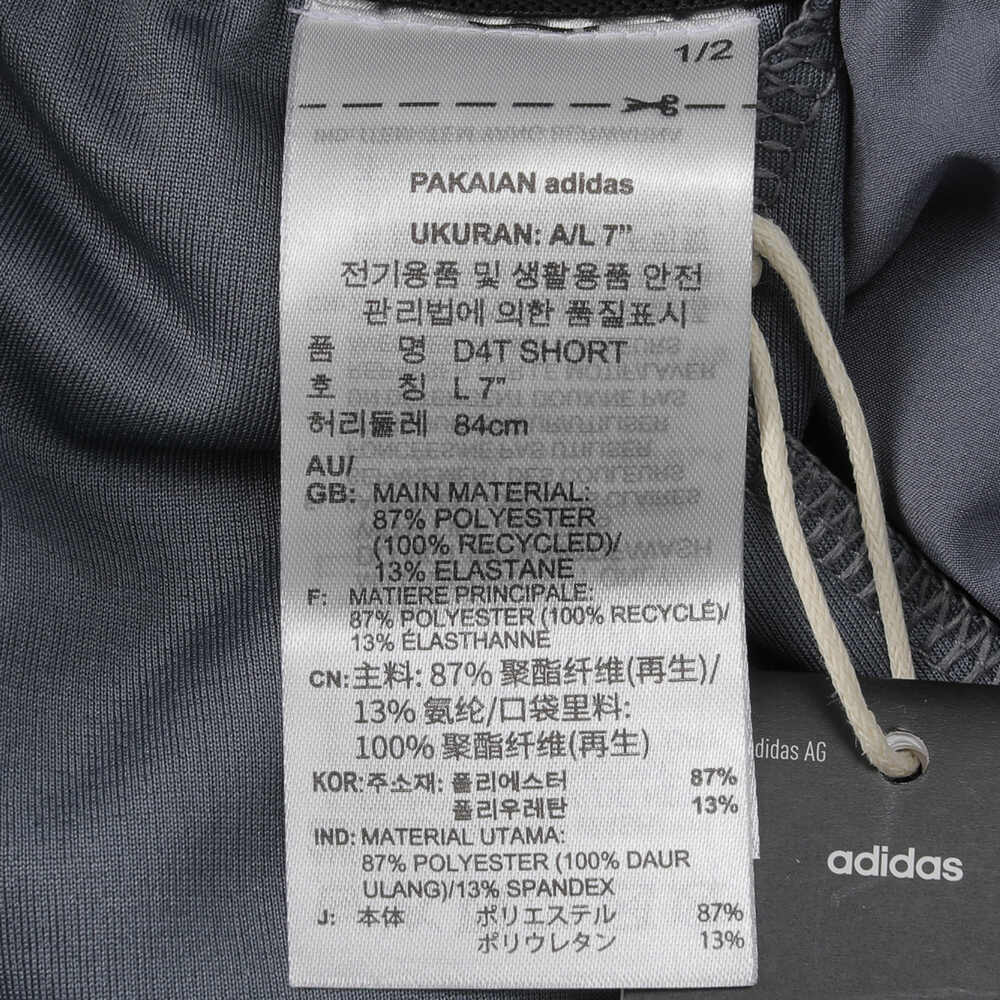 1/2
PAKAIAN adidas
UKURAN: A/L 7"
전기용품 및 생활용품 안전
관리법에 의한 품질표시
품 명 D4T SHORT
호 칭 L 7"
허리둘레 84cm
AU/
GB: MAIN MATERIAL:
87% POLYESTER
(100% RECYCLED)/
13% ELASTANE
F: MATIERE PRINCIPALE:
87% POLYESTER (100% RECYCLÉ)/
13% ÉLASTHANNE
CN: 主料: 87% 聚酯纤维(再生)/
13% 氨纶/口袋里料:
100% 聚酯纤维(再生)
KOR: 주소재: 폴리에스터 87%
폴리우레탄 13%
IND: MATERIAL UTAMA:
87% POLYESTER (100% DAUR
ULANG)/13% SPANDEX
J: 本体 ポリエステル 87%
ポリウレタン 13%
adidas AG
adidas